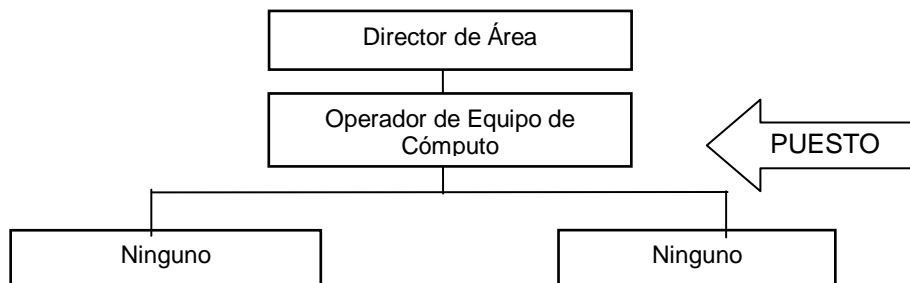 Director de Área
Operador de Equipo de
Cómputo
PUESTO
Ninguno
Ninguno